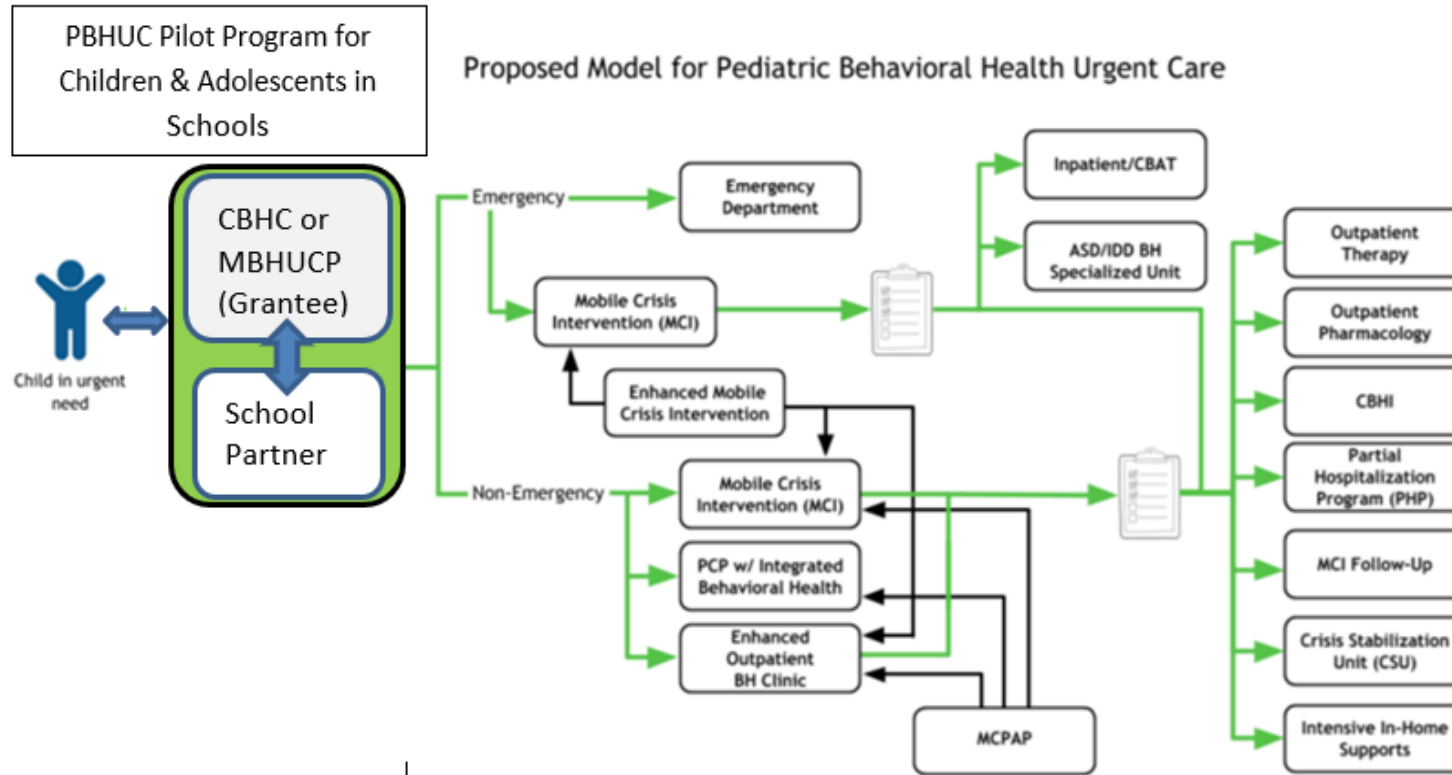 PBHUC Pilot Program for
Children & Adolescents in
Schools
Proposed Model for Pediatric Behavioral Health Urgent Care
Child in urgent
need
CBHC or
MBHUCP
(Grantee)
School
Partner
Emergency
Emergency
Department
Mobile Crisis
Intervention (MCI)
Enhanced Mobile
Crisis Intervention
Non-Emergency
Mobile Crisis
Intervention (MCI)
PCP w/ Integrated
Behavioral Health
Enhanced
Outpatient
BH Clinic
MCPAP
Inpatient/CBAT
ASD/IDD BH
Specialized Unit
Outpatient
Therapy
Outpatient
Pharmacology
CBHI
Partial
Hospitalization
Program (PHP)
MCI Follow-Up
Crisis Stabilization
Unit (CSU)
Intensive In-Home
Supports